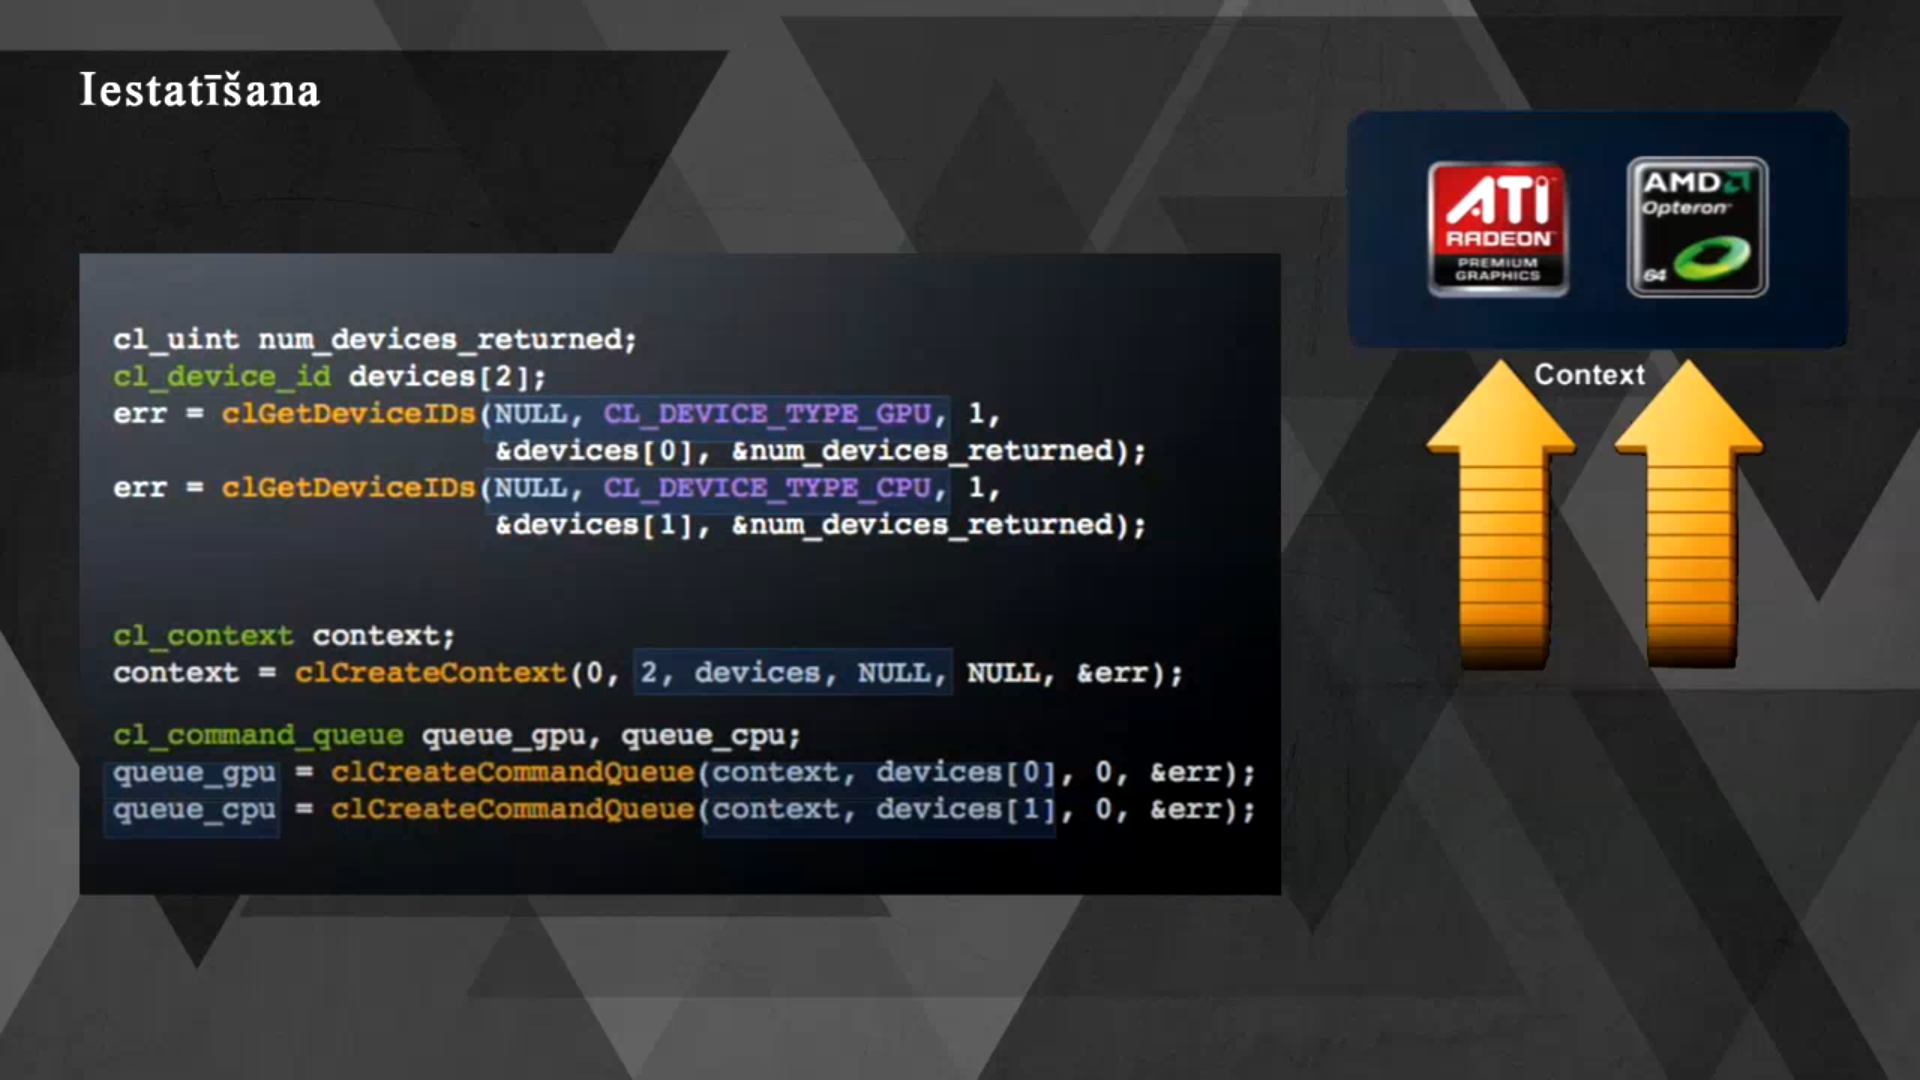 Iestatīšana
cl_uint num_devices_returned;
cl_device_id devices[2];
err = clGetDeviceIDs(NULL, CL_DEVICE_TYPE_GPU, 1,
&devices[0], &num_devices_returned);
err = clGetDeviceIDs(NULL, CL_DEVICE_TYPE_CPU, 1,
&devices[1], &num_devices_returned);
cl_context context;
context = clCreateContext(0, 2, devices, NULL, NULL, &err);
cl_command_queue queue_gpu, queue_cpu;
queue_gpu = clCreateCommandQueue(context, devices[0], 0, &err);
queue_cpu = clCreateCommandQueue(context, devices[1], 0, &err);
ATI
RADEON
PREMIUM
GRAPHICS
AMD
Opteron
64
Context